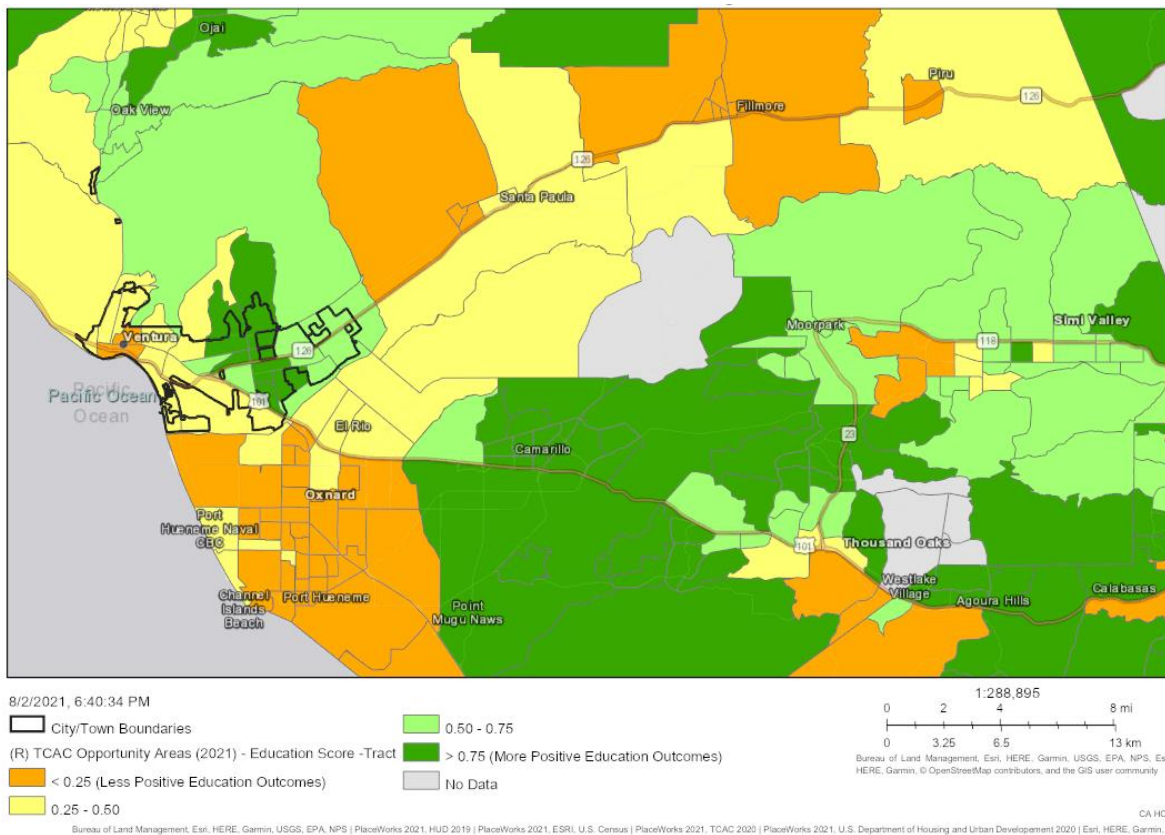 Ojai
Oak View
Piru
126
Fillmore
126
Santa Paula
Ventura
126
Moorpark
Simi Valley
118
Pacific Ocean
Pacific
Ocean
101
El Rio
23
Camarillo
Oxnard
Port
Hueneme Naval
CBC
101
Thousand Oaks
Westlake
Village
Calabasas
Agoura Hills
Channel
Islands
Beach
Port Hueneme
Point
Mugu Naws
8/2/2021, 6:40:34 PM
City/Town Boundaries
(R) TCAC Opportunity Areas (2021) - Education Score -Tract
< 0.25 (Less Positive Education Outcomes)
0.25 - 0.50
0.50 - 0.75
> 0.75 (More Positive Education Outcomes)
No Data
1:288,895
0 2 4 8 mi
0 3.25 6.5 13 km
Bureau of Land Management, Esri, HERE, Garmin, USGS, EPA, NPS, Es
HERE, Garmin, © OpenStreetMap contributors, and the GIS user community
CA HC
Bureau of Land Management, Esri, HERE, Garmin, USGS, EPA, NPS | PlaceWorks 2021, HUD 2019 | PlaceWorks 2021, ESRI, U.S. Census | PlaceWorks 2021, TCAC 2020 | PlaceWorks 2021, U.S. Department of Housing and Urban Developement 2020 | Esri, HERE, Garmin,